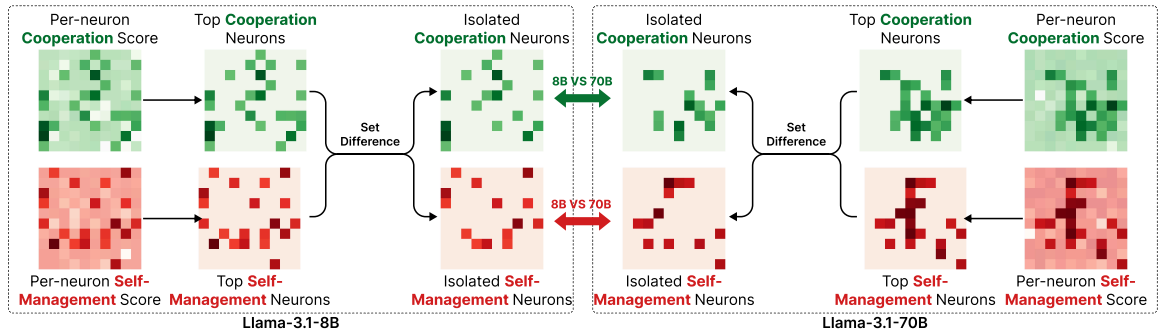 Per-neuron
Cooperation Score
Top Cooperation
Neurons
Isolated
Cooperation Neurons
Isolated
Cooperation Neurons
Top Cooperation
Neurons
Per-neuron
Cooperation Score
8B VS 70B
Set
Difference
Set
Difference
8B VS 70B
Per-neuron Self-
Management Score
Top Self-
Management Neurons
Isolated Self-
Management Neurons
Isolated Self-
Management Neurons
Top Self-
Management Neurons
Per-neuron Self-
Management Score
Llama-3.1-8B
Llama-3.1-70B